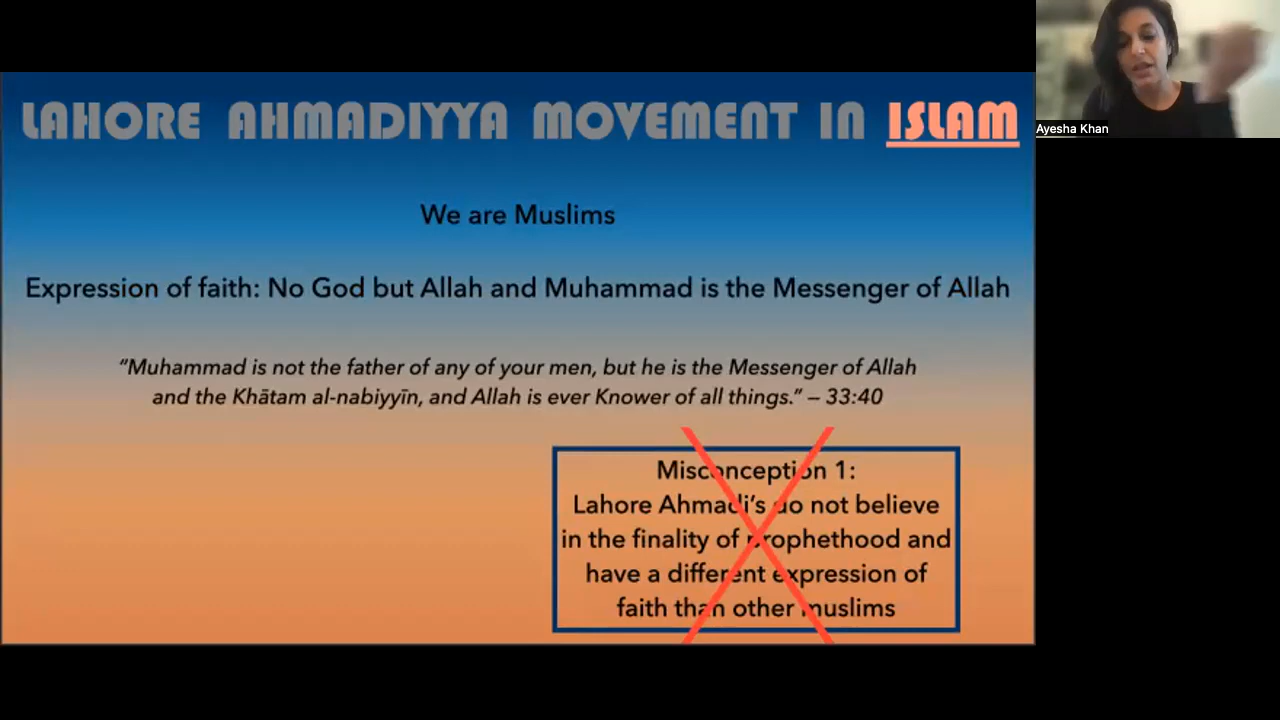 LAHORE AHMADIYYA MOVEMENT IN ISLAM
Ayesha Khan
We are Muslims
Expression of faith: No God but Allah and Muhammad is the Messenger of Allah
“Muhammad is not the father of any of your men, but he is the Messenger of Allah
and the Khātam al-nabiyyīn, and Allah is ever Knower of all things.” – 33:40
Misconception 1:
Lahore Ahmadi’s do not believe
in the finality of prophethood and
have a different expression of
faith than other muslims